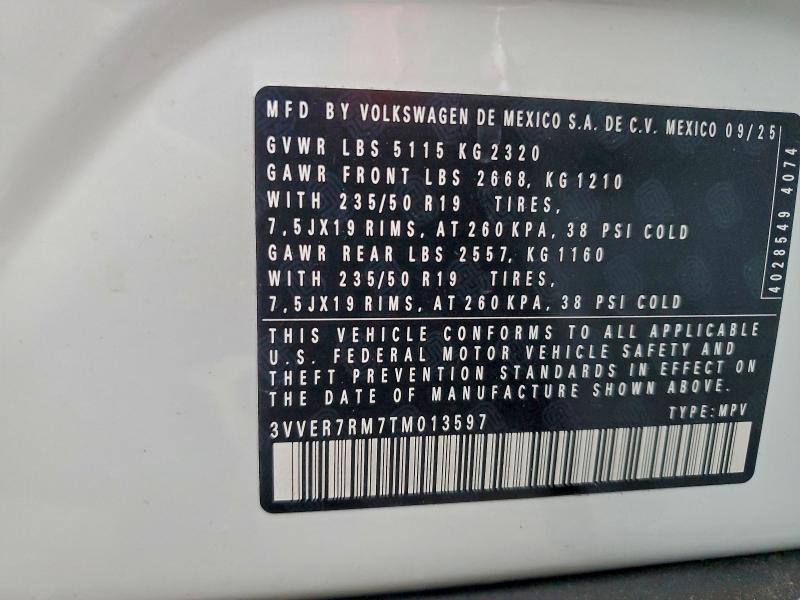 MFD BY VOLKSWAGEN DE MEXICO S.A. DE C.V. MEXICO 09/25
GVWR LBS 5115 KG 2320
GAWR FRONT LBS 2668, KG 1210
WITH 235/50 R19 TIRES,
7,5JX19 RIMS, AT 260 KPA, 38 PSI COLD
GAWR REAR LBS 2557, KG 1160
WITH 235/50 R19 TIRES,
7,5JX19 RIMS, AT 260 KPA, 38 PSI COLD
4028549 4074
THIS VEHICLE CONFORMS TO ALL APPLICABLE
U.S. FEDERAL MOTOR VEHICLE SAFETY AND
THEFT PREVENTION STANDARDS IN EFFECT ON
THE DATE OF MANUFACTURE SHOWN ABOVE.
3VVER7RM7TM013597 TYPE: MPV